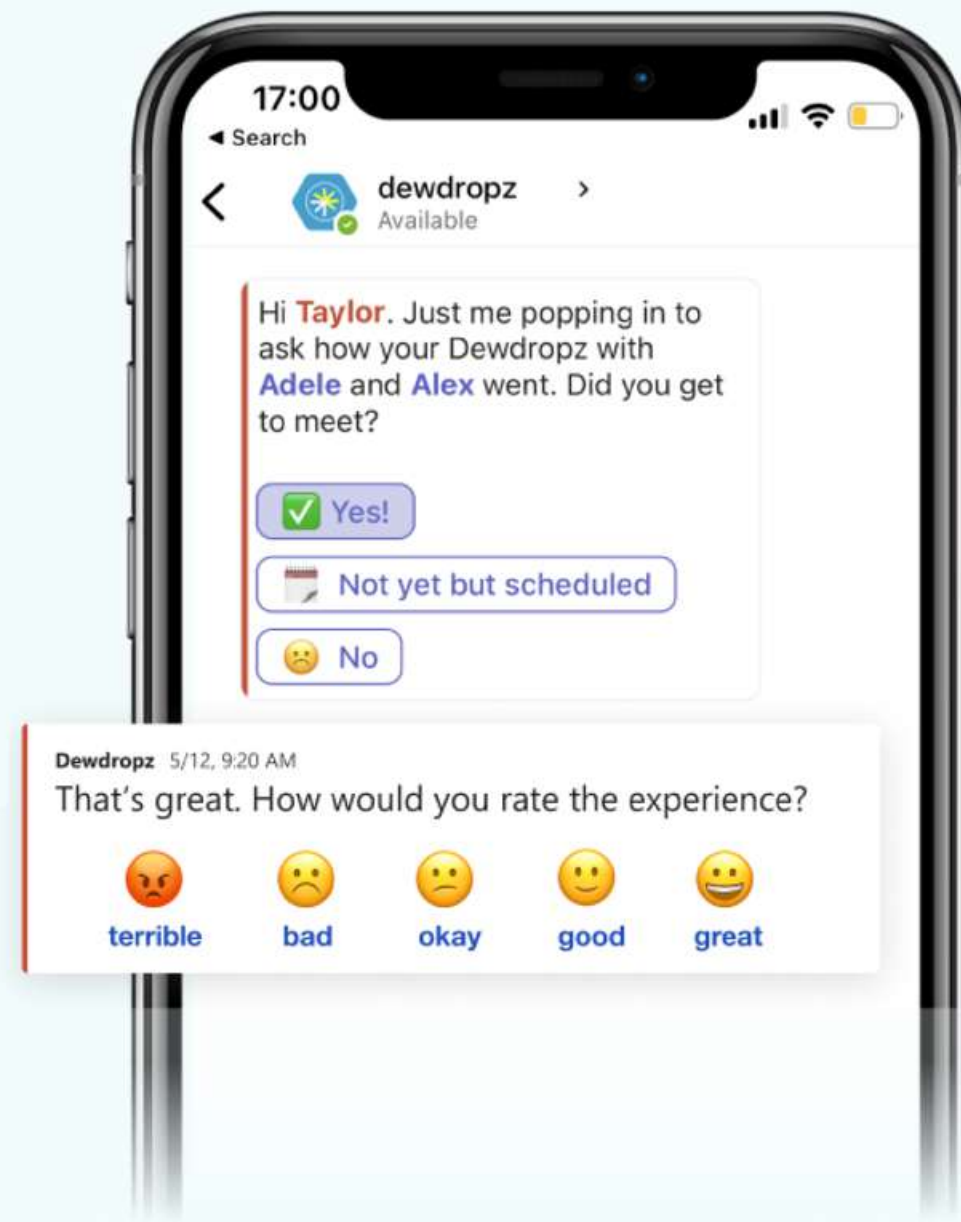 17:00
◀ Search
dewdropz >
Available
Hi Taylor. Just me popping in to
ask how your Dewdropz with
Adele and Alex went. Did you get
to meet?
✅ Yes!
Not yet but scheduled
No
Dewdropz 5/12, 9:20 AM
That's great. How would you rate the experience?
terrible bad okay good great